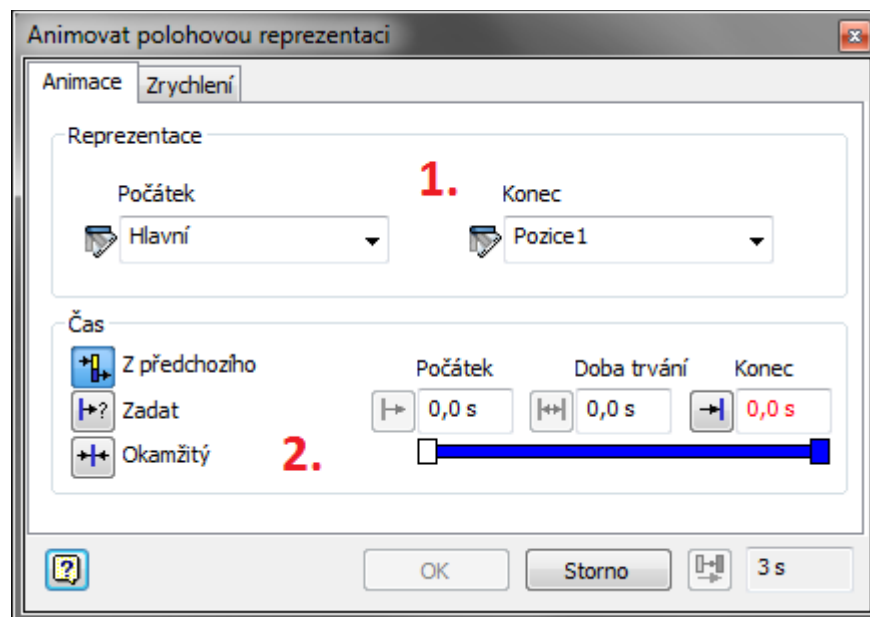 Animovat polohovou reprezentaci
Animace Zrychlení
Reprezentace
1.
Počátek Konec
Hlavní Pozice1
Čas
Z předchozího Počátek Doba trvání Konec
Zadat 0,0 s 0,0 s 0,0 s
Okamžitý 2.
OK Storno 3 s